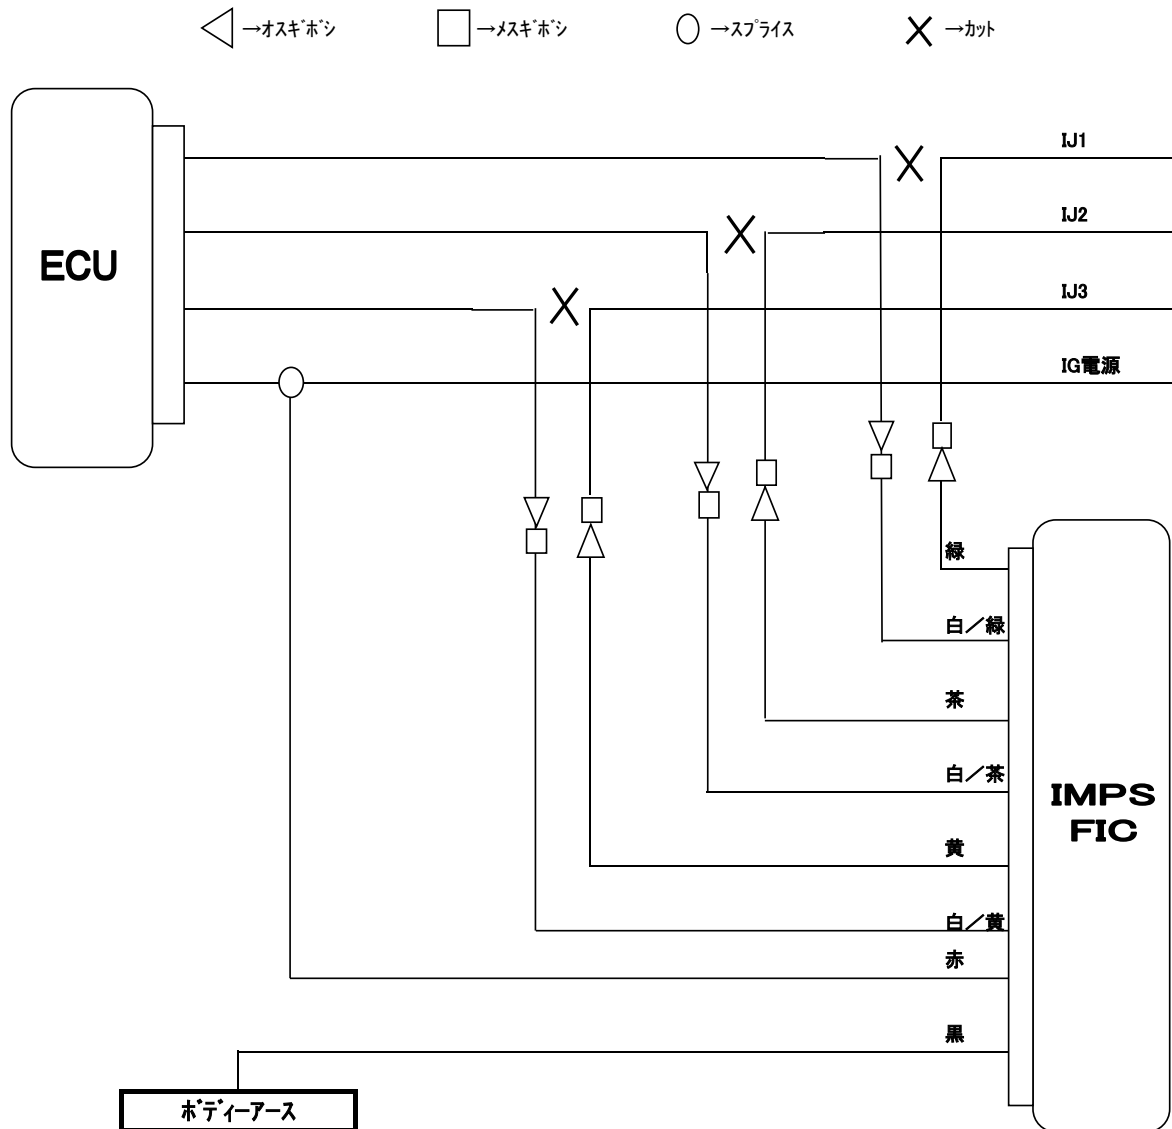 →ｵｽｷﾞﾎﾞｼ
→ﾒｽｷﾞﾎﾞｼ
→ｽﾌﾟﾗｲｽ
→ｶｯﾄ
IJ1
IJ2
ECU
IJ3
IG電源
緑
白／緑
茶
白／茶
IMPS
FIC
黄
白／黄
赤
黒
ﾎﾞﾃﾞｨｰｱｰｽ